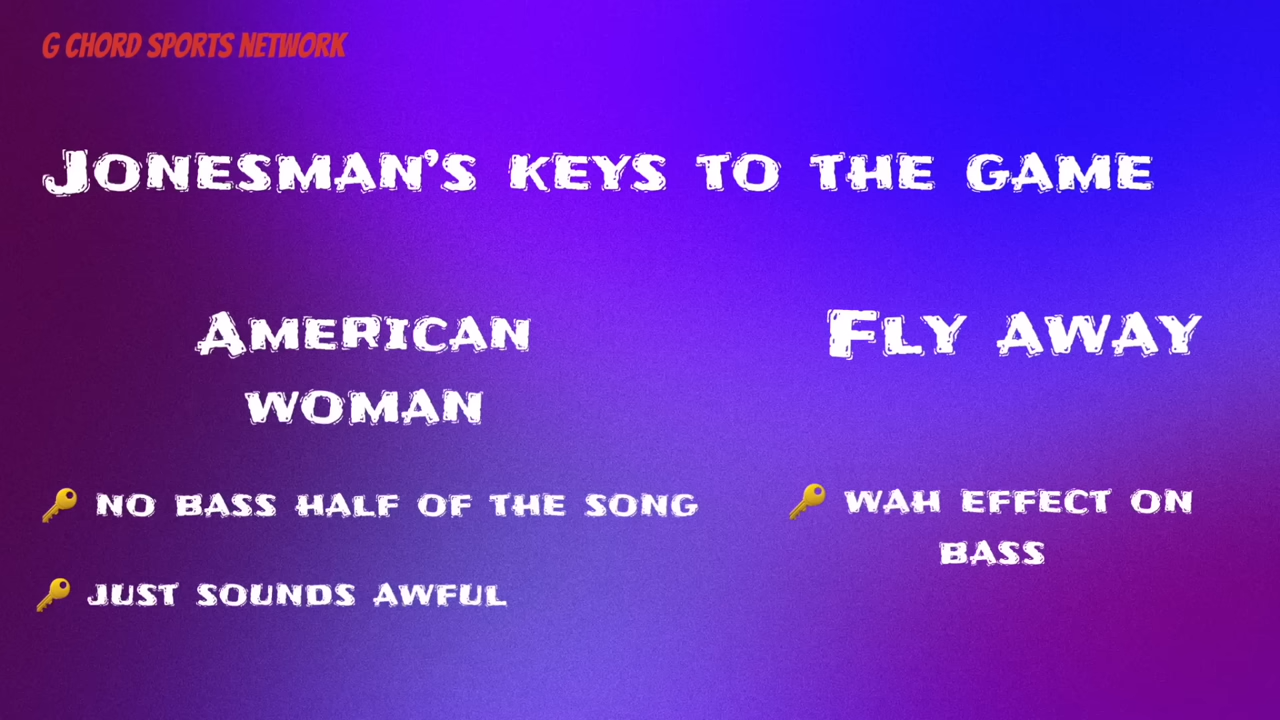 G CHORD SPORTS NETWORK
JONESMAN'S KEYS TO THE GAME
AMERICAN
WOMAN
🔑 NO BASS HALF OF THE SONG
🔑 JUST SOUNDS AWFUL
FLY AWAY
🔑 WAH EFFECT ON
BASS